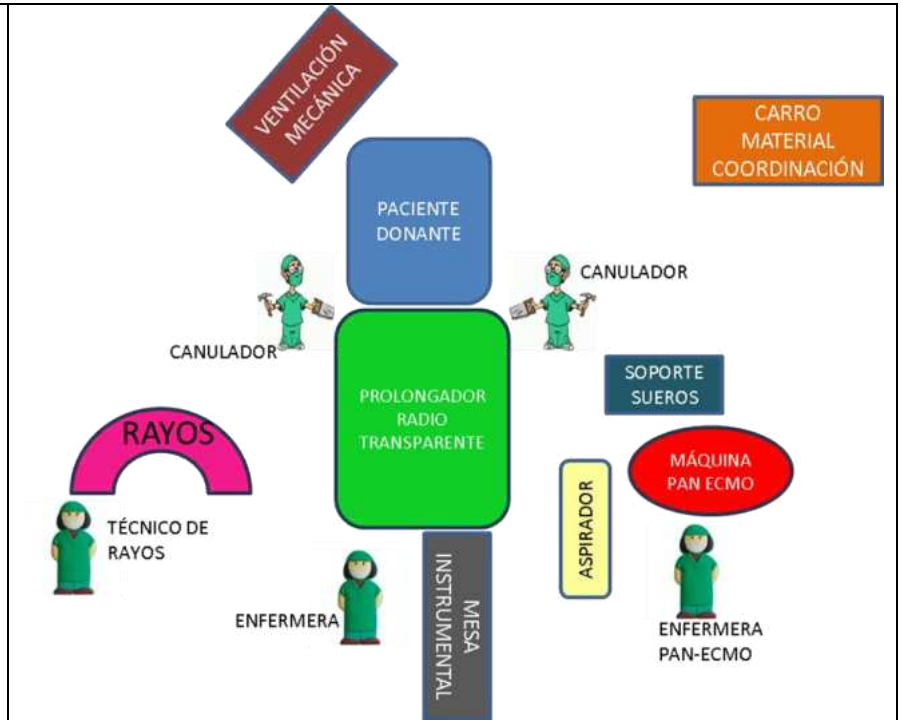 VENTILACIÓN
MECÁNICA
CARRO
MATERIAL
COORDINACIÓN
PACIENTE
DONANTE
CANULADOR
CANULADOR
SOPORTE
SUEROS
PROLONGADOR
RADIO
TRANSPARENTE
RAYOS
MÁQUINA
PAN ECMO
ASPIRADOR
TÉCNICO DE
RAYOS
ENFERMERA
MESA
INSTRUMENTAL
ENFERMERA
PAN-ECMO